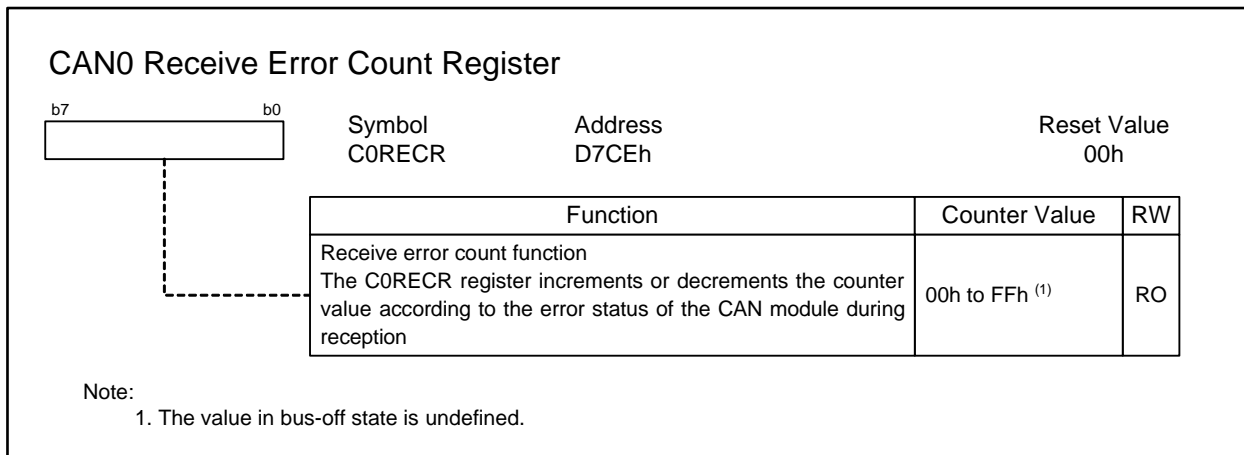 CAN0 Receive Error Count Register
b7 b0
Symbol Address Reset Value
C0RECR D7CEh 00h
Function Counter Value RW
Receive error count function
The C0RECR register increments or decrements the counter
value according to the error status of the CAN module during
reception
00h to FFh (1) RO
Note:
1. The value in bus-off state is undefined.